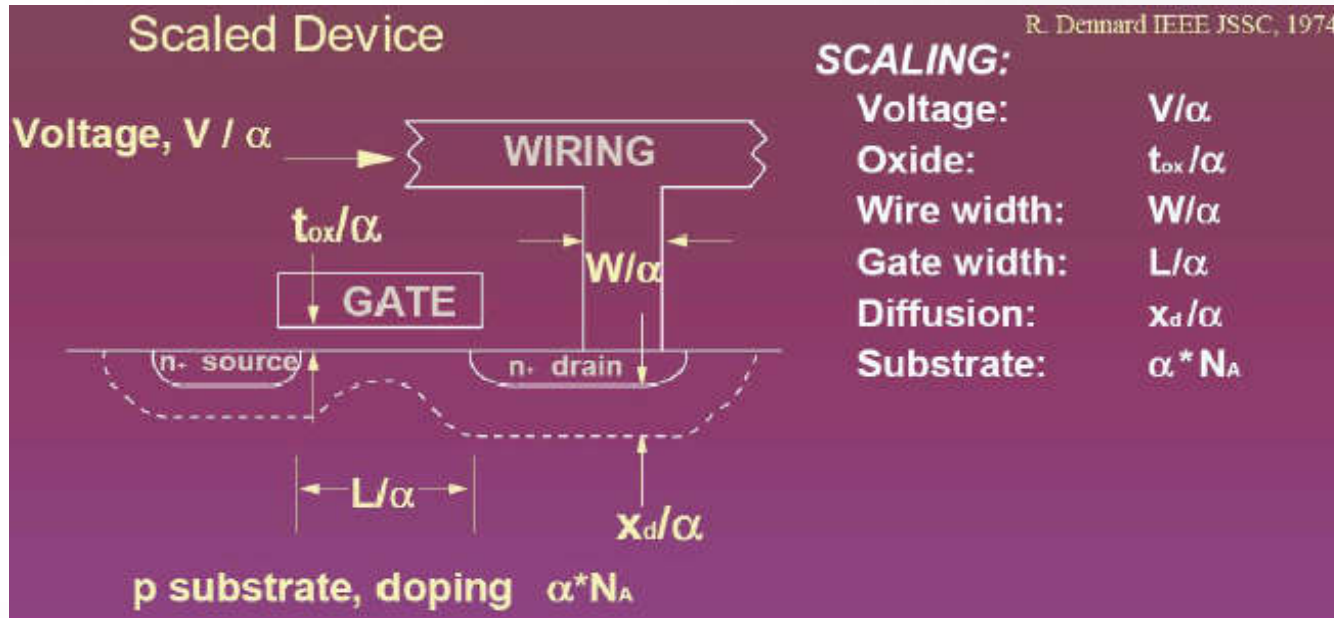 Scaled Device
R. Dennard IEEE JSSC, 1974
SCALING:
Voltage: V/α
Oxide: tox/α
Wire width: W/α
Gate width: L/α
Diffusion: xd/α
Substrate: α*NA
Voltage, V / α
WIRING
tox/α
W/α
GATE
n+ source
n+ drain
L/α
xd/α
p substrate, doping α*NA